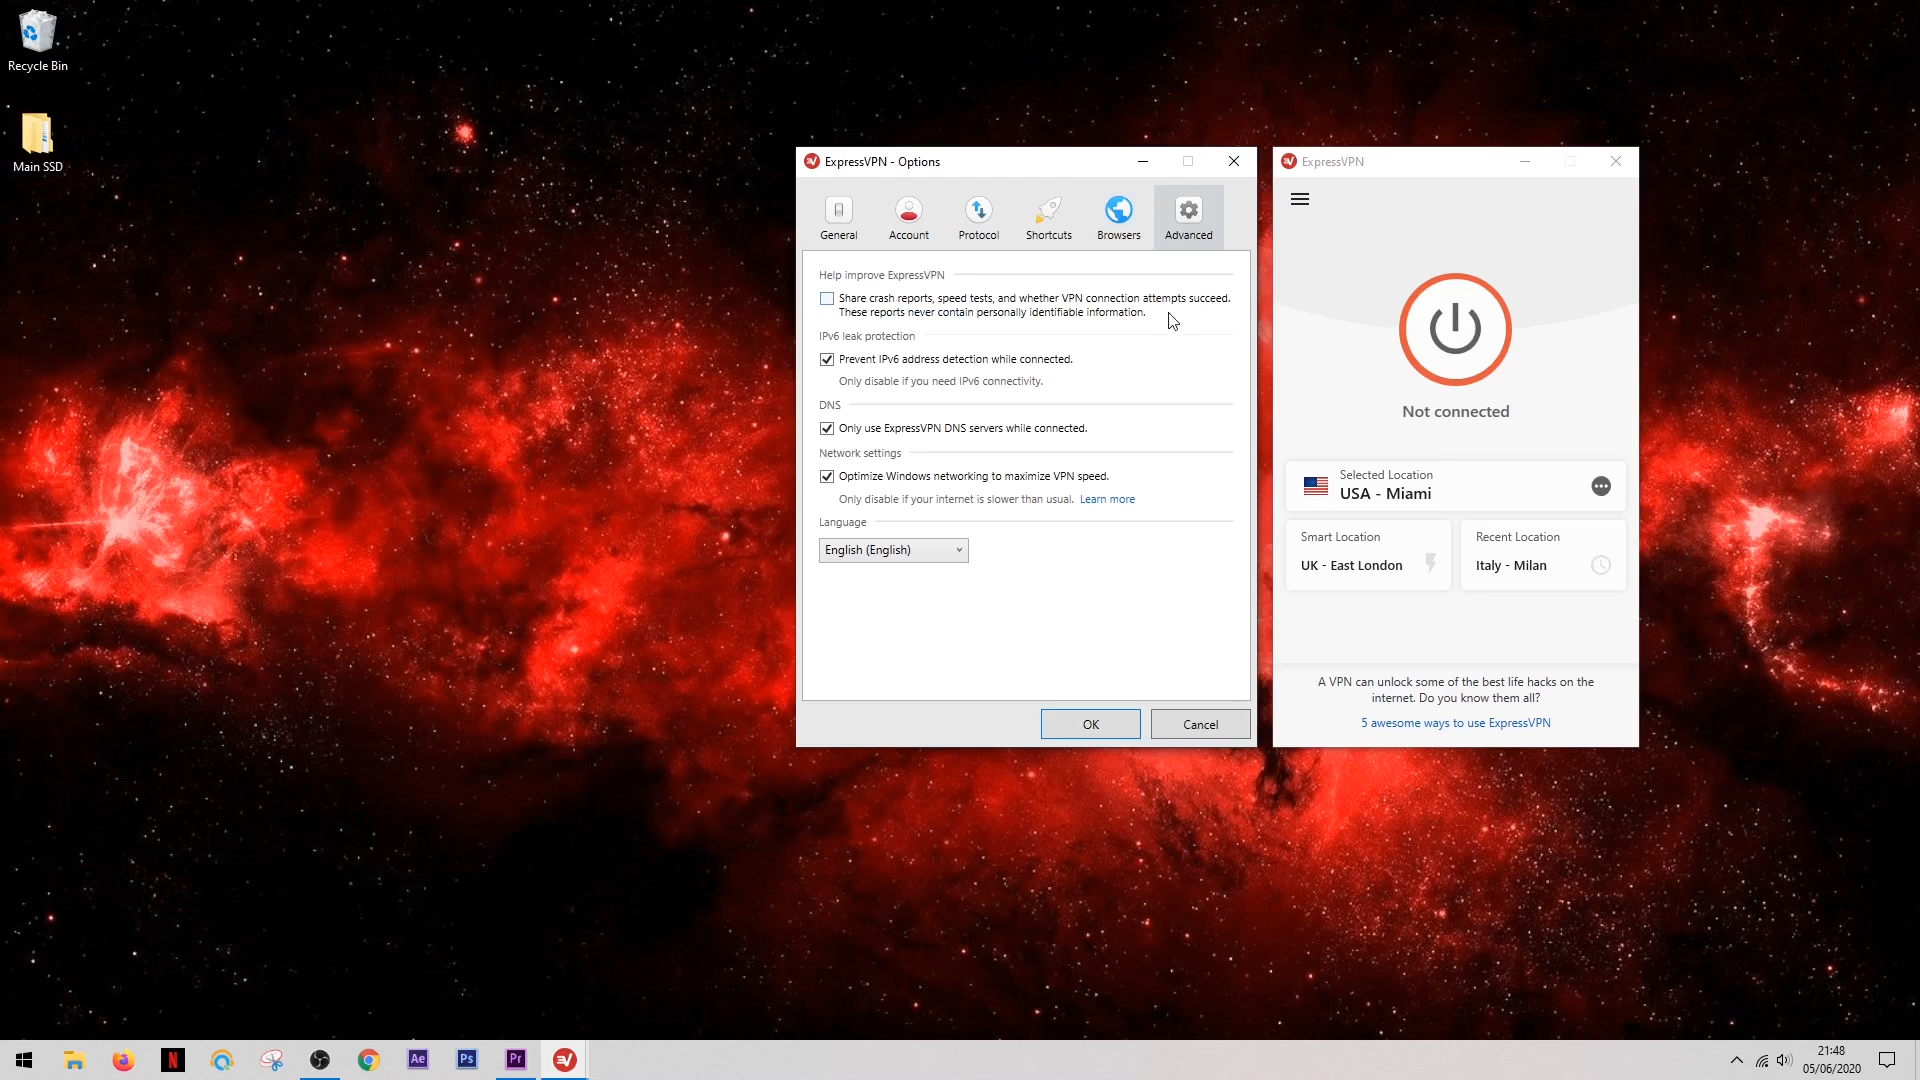 Recycle Bin
Main SSD
ExpressVPN - Options
General
Account
Protocol
Shortcuts
Browsers
Advanced
Help improve ExpressVPN
Share crash reports, speed tests, and whether VPN connection attempts succeed.
These reports never contain personally identifiable information.
IPv6 leak protection
Prevent IPv6 address detection while connected.
Only disable if you need IPv6 connectivity.
DNS
Only use ExpressVPN DNS servers while connected.
Network settings
Optimize Windows networking to maximize VPN speed.
Only disable if your internet is slower than usual. Learn more
Language
English (English)
OK
Cancel
ExpressVPN
Not connected
Selected Location
USA - Miami
Smart Location
UK - East London
Recent Location
Italy - Milan
A VPN can unlock some of the best life hacks on the
internet. Do you know them all?
5 awesome ways to use ExpressVPN
N
Ae
Ps
Pr
21:48
05/06/2020